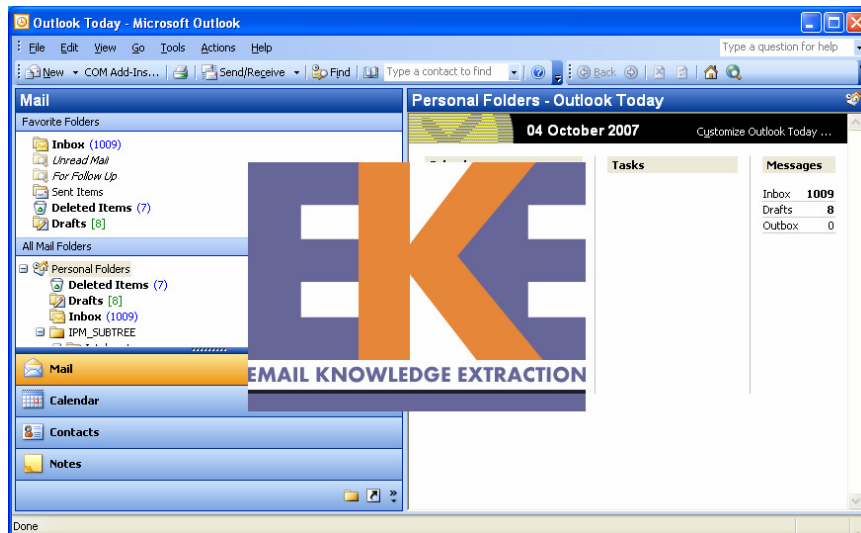 Outlook Today - Microsoft Outlook
File Edit View Go Tools Actions Help
Type a question for help
New COM Add-Ins... Send/Receive Find Type a contact to find Back
Mail
Favorite Folders
Inbox (1009)
Unread Mail
For Follow Up
Sent Items
Deleted Items (7)
Drafts [8]
All Mail Folders
Personal Folders
Deleted Items (7)
Drafts [8]
Inbox (1009)
IPM_SUBTREE
Mail
Calendar
Contacts
Notes
Personal Folders - Outlook Today
04 October 2007 Customize Outlook Today ...
Tasks
Messages
Inbox 1009
Drafts 8
Outbox 0
EKE
EMAIL KNOWLEDGE EXTRACTION
Done